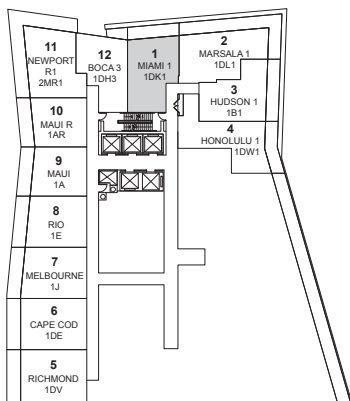 11
NEWPORT
R1
2MR1
12
BOCA 3
1DH3
1
MIAMI 1
1DK1
2
MARSALA 1
1DL1
3
HUDSON 1
1B1
4
HONOLULU 1
1DW1
10
MAUI R
1AR
9
MAUI
1A
8
RIO
1E
7
MELBOURNE
1J
6
CAPE COD
1DE
5
RICHMOND
1DV